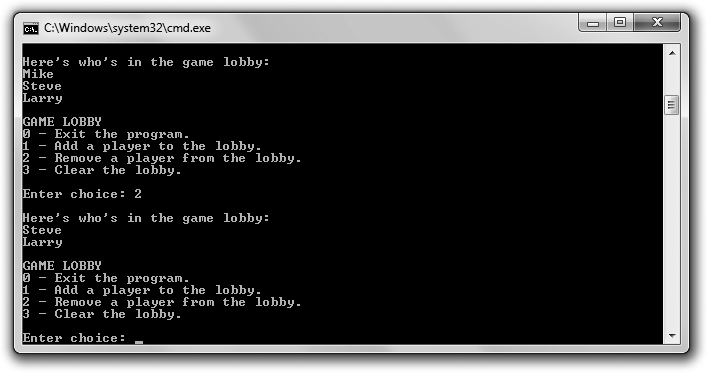 C:\Windows\system32\cmd.exe
Here's who's in the game lobby:
Mike
Steve
Larry
GAME LOBBY
0 - Exit the program.
1 - Add a player to the lobby.
2 - Remove a player from the lobby.
3 - Clear the lobby.
Enter choice: 2
Here's who's in the game lobby:
Steve
Larry
GAME LOBBY
0 - Exit the program.
1 - Add a player to the lobby.
2 - Remove a player from the lobby.
3 - Clear the lobby.
Enter choice: _